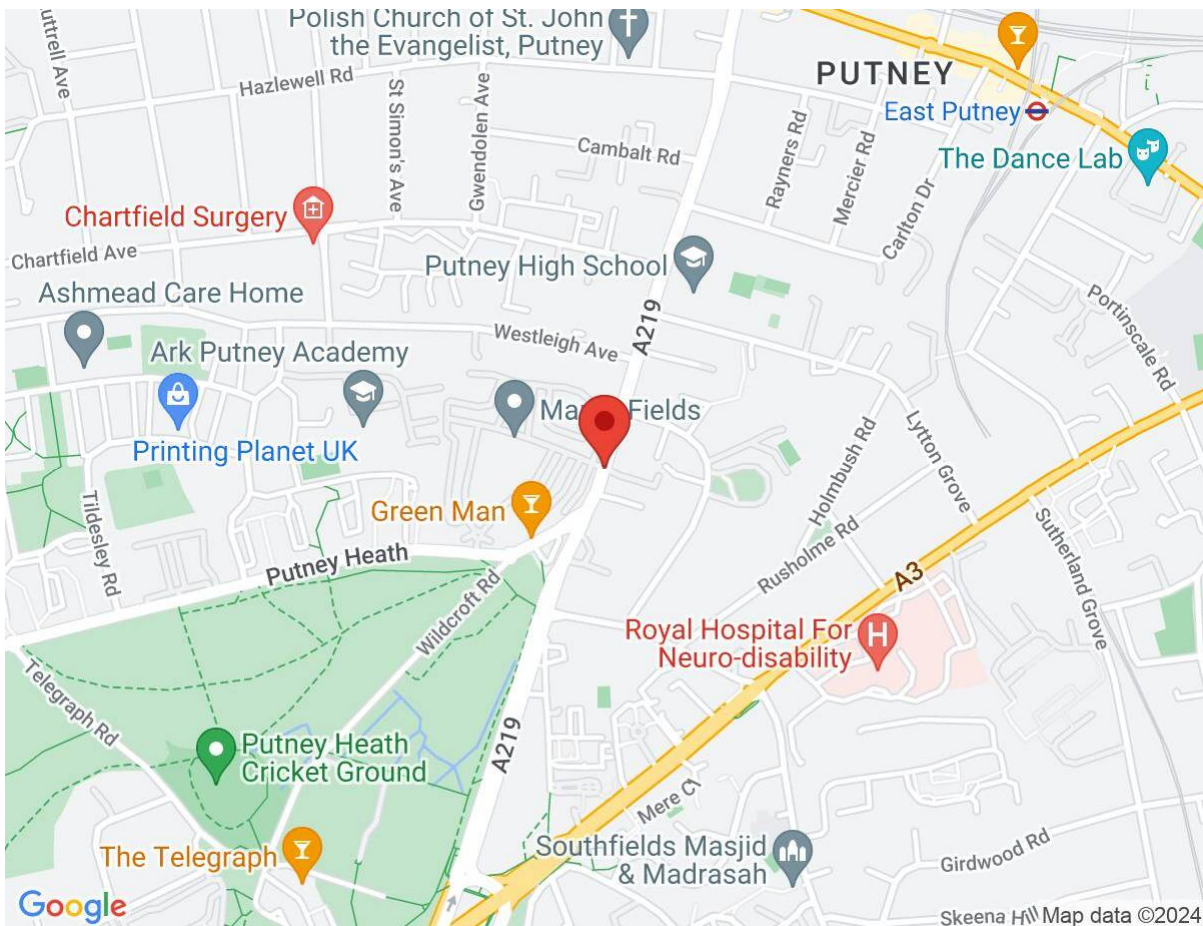 Polish Church of St. John
the Evangelist, Putney
Hazlewell Rd
St Simon's Ave
Gwendolen Ave
PUTNEY
East Putney
The Dance Lab
Cambalt Rd
Rayners Rd
Mercier Rd
Carlton Dr
Chartfield Surgery
Chartfield Ave
Putney High School
Ashmead Care Home
Westleigh Ave
A219
Portinscale Rd
Ark Putney Academy
Fields
Printing Planet UK
Lytton Grove
Holmbush Rd
Green Man
Tildesley Rd
Putney Heath
Rusholme Rd
Sutherland Grove
A3
Wildcroft Rd
Royal Hospital For
Neuro-disability
Telegraph Rd
A219
Putney Heath
Cricket Ground
Mere Ct
The Telegraph
Southfields Masjid
& Madrasah
Girdwood Rd
Google
Skeena Hill
Map data ©2024